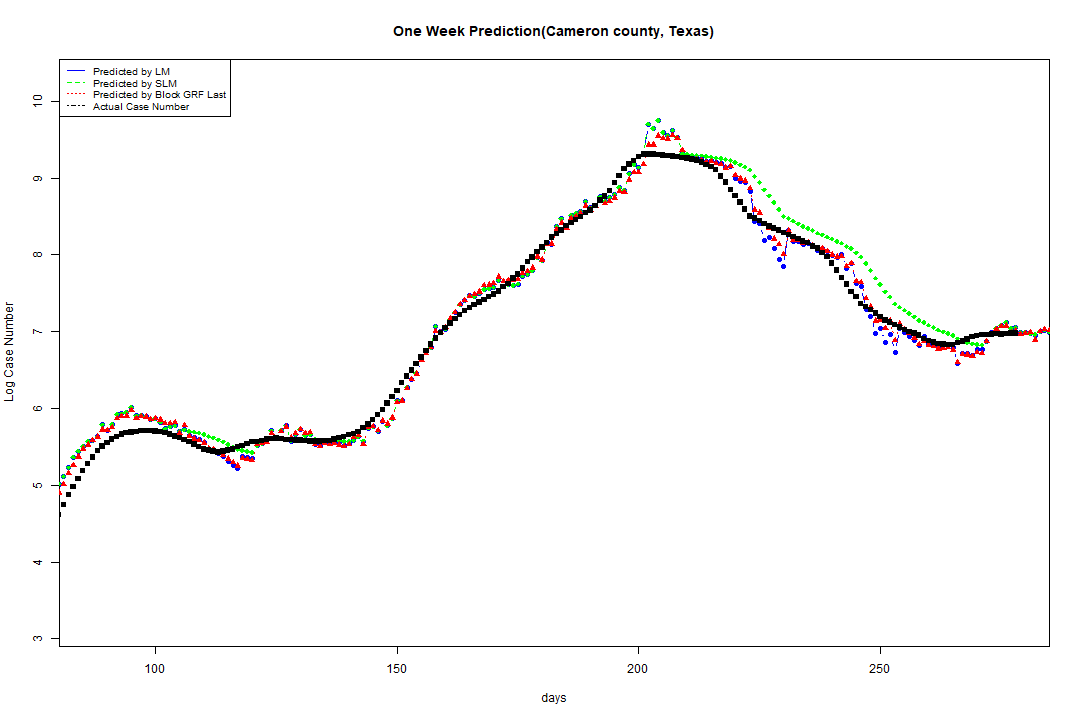 One Week Prediction(Cameron county, Texas)
Predicted by LM
Predicted by SLM
Predicted by Block GRF Last
Actual Case Number
Log Case Number
10
9
8
7
6
5
4
3
100 150 200 250
days